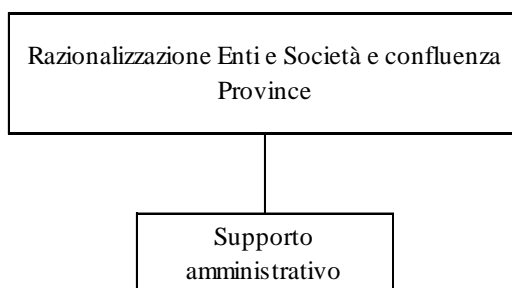 Razionalizzazione Enti e Società e confluenza
Province
Supporto
amministrativo